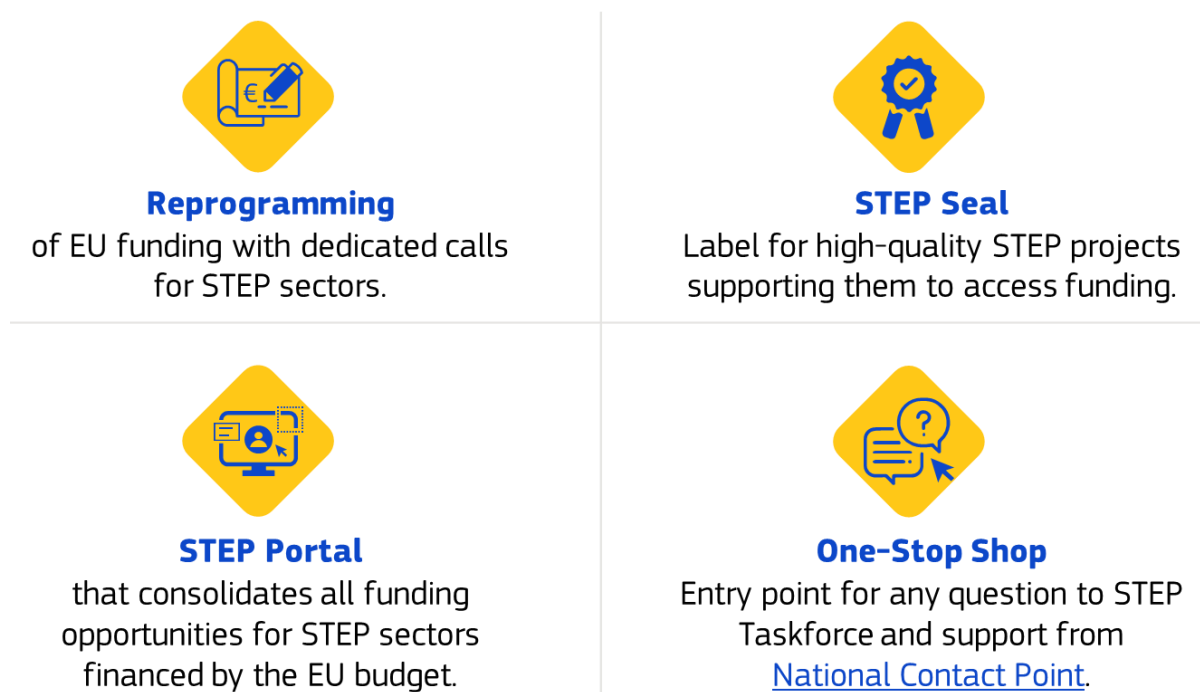 €
Reprogramming
of EU funding with dedicated calls
for STEP sectors.
STEP Seal
Label for high-quality STEP projects
supporting them to access funding.
STEP Portal
that consolidates all funding
opportunities for STEP sectors
financed by the EU budget.
?
One-Stop Shop
Entry point for any question to STEP
Taskforce and support from
National Contact Point.